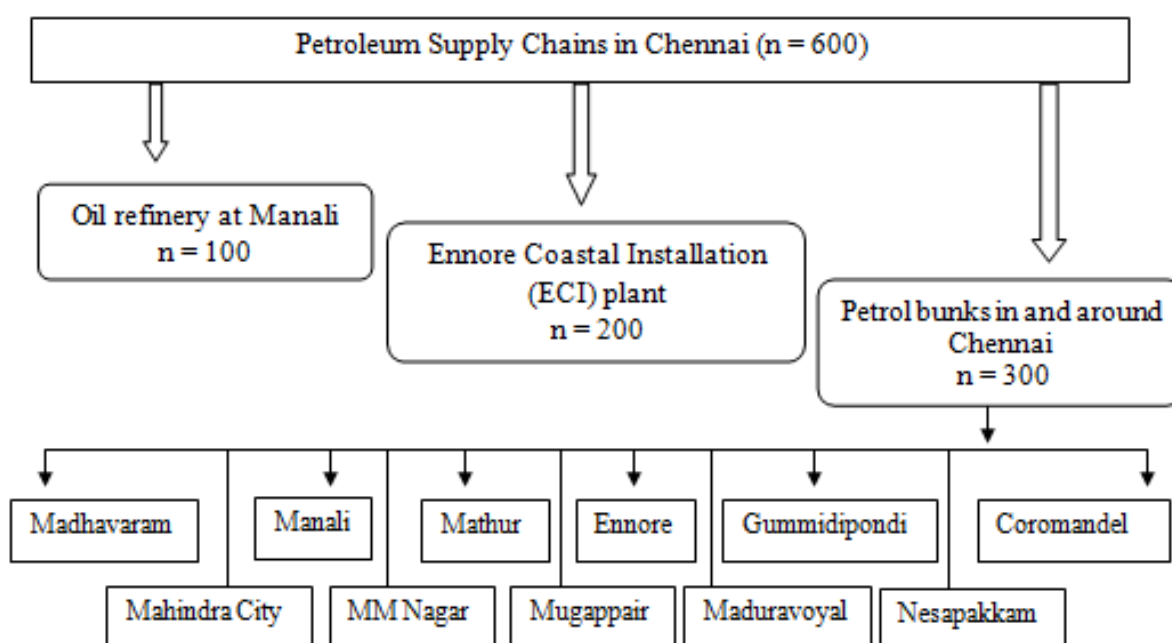 Petroleum Supply Chains in Chennai (n = 600)
Oil refinery at Manali
n = 100
Ennore Coastal Installation
(ECI) plant
n = 200
Petrol bunks in and around
Chennai
n = 300
Madhavaram
Manali
Mathur
Ennore
Gummidipondi
Coromandel
Mahindra City
MM Nagar
Mugappair
Maduravoyal
Nesapakkam